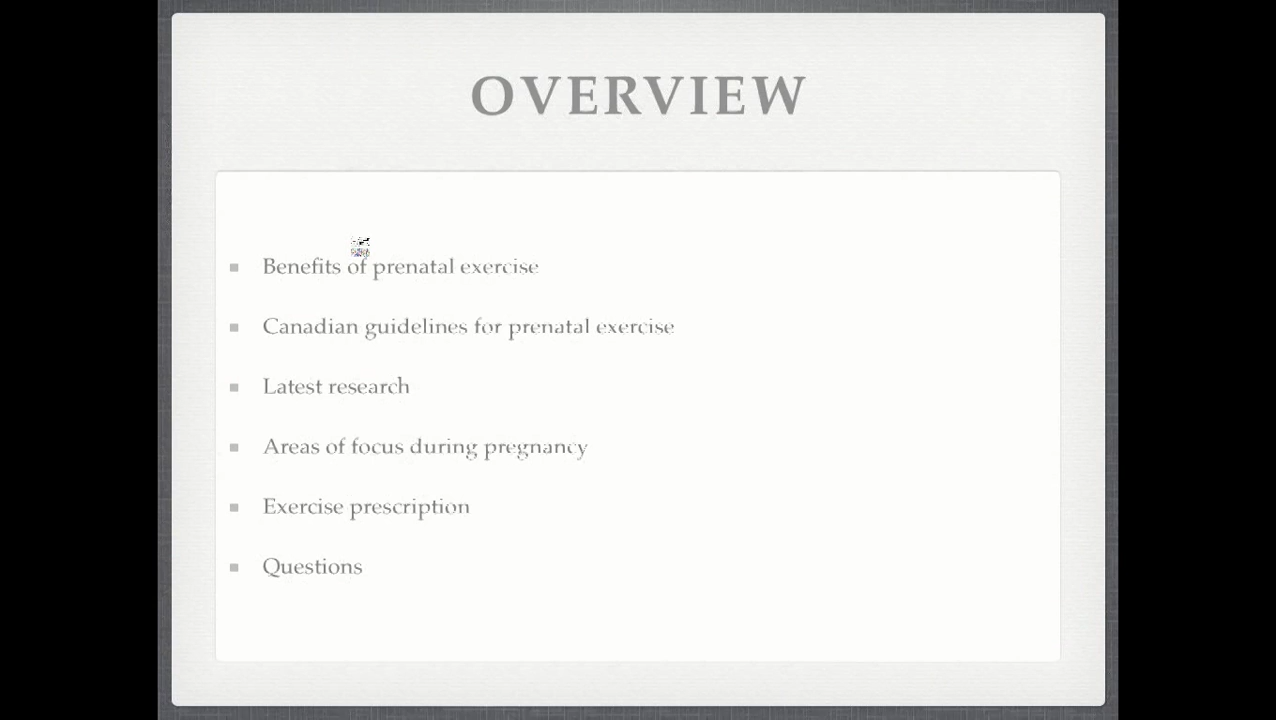 OVERVIEW
Benefits of prenatal exercise
Canadian guidelines for prenatal exercise
Latest research
Areas of focus during pregnancy
Exercise prescription
Questions